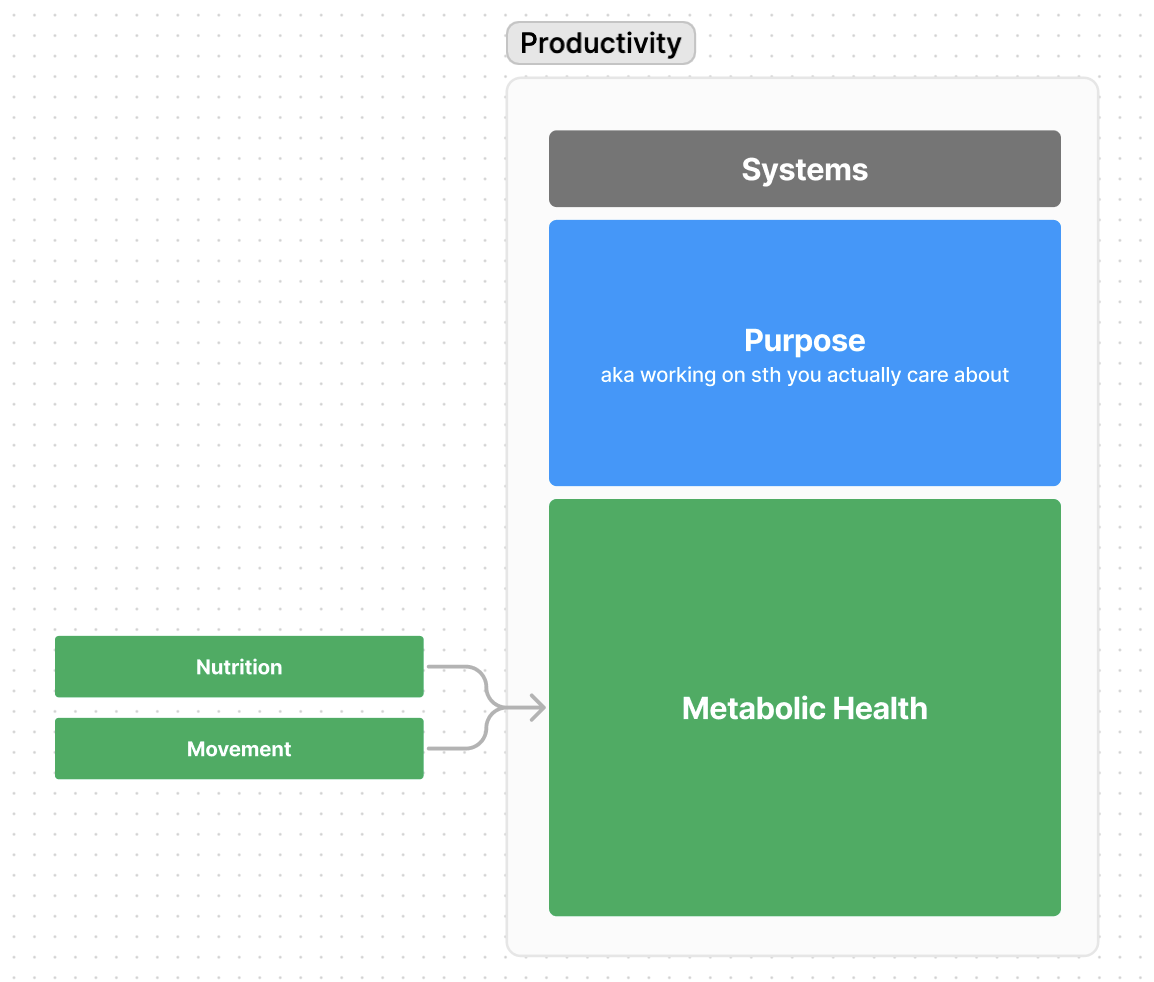 Productivity
Systems
Purpose
aka working on sth you actually care about
Nutrition
Movement
Metabolic Health